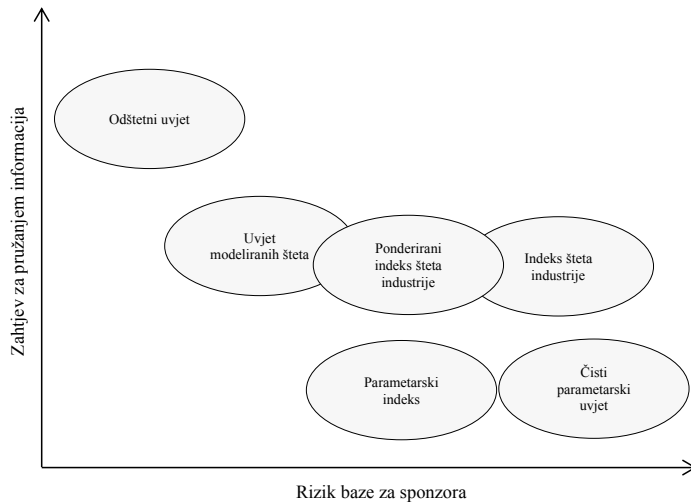 Zahtjev za pružanjem informacija
Odštetni uvjet
Uvjet
modeliranih šteta
Ponderirani
indeks šteta
industrije
Indeks šteta
industrije
Parametarski
indeks
Čisti
parametarski
uvjet
Rizik baze za sponzora